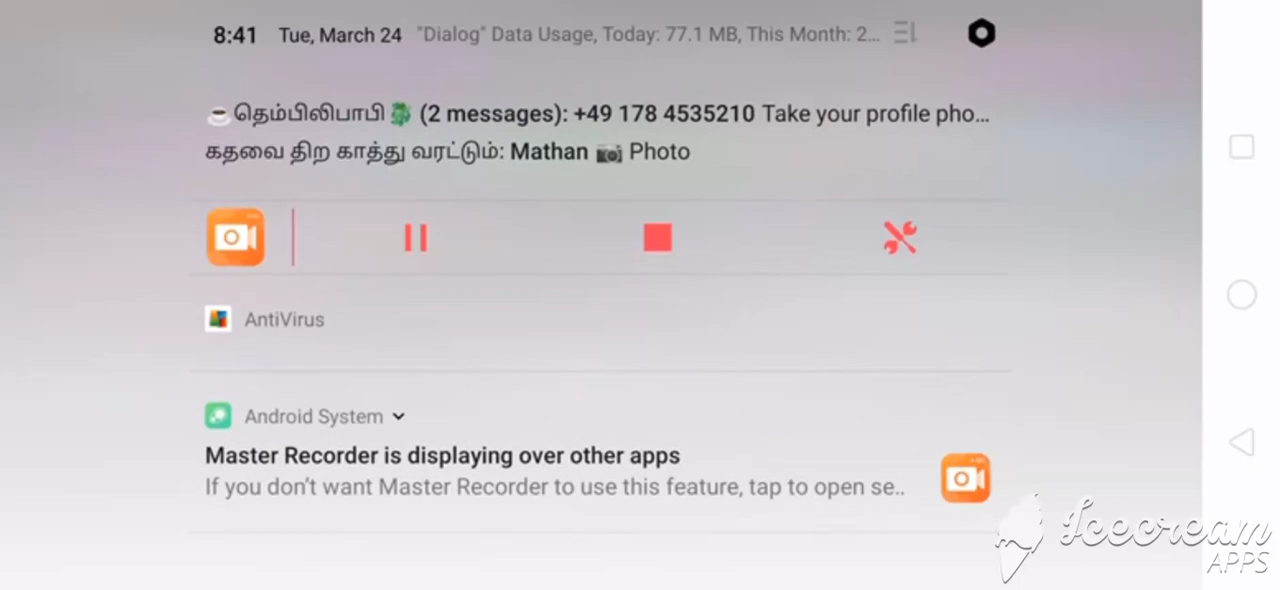 8:41 Tue, March 24 "Dialog" Data Usage, Today: 77.1 MB, This Month: 2...
☕தெம்பிலிபாபி🐉 (2 messages): +49 178 4535210 Take your profile pho...
கதவை திற காத்து வரட்டும்: Mathan 📷 Photo
AntiVirus
Android System
Master Recorder is displaying over other apps
If you don't want Master Recorder to use this feature, tap to open se..
Icecream
APPS